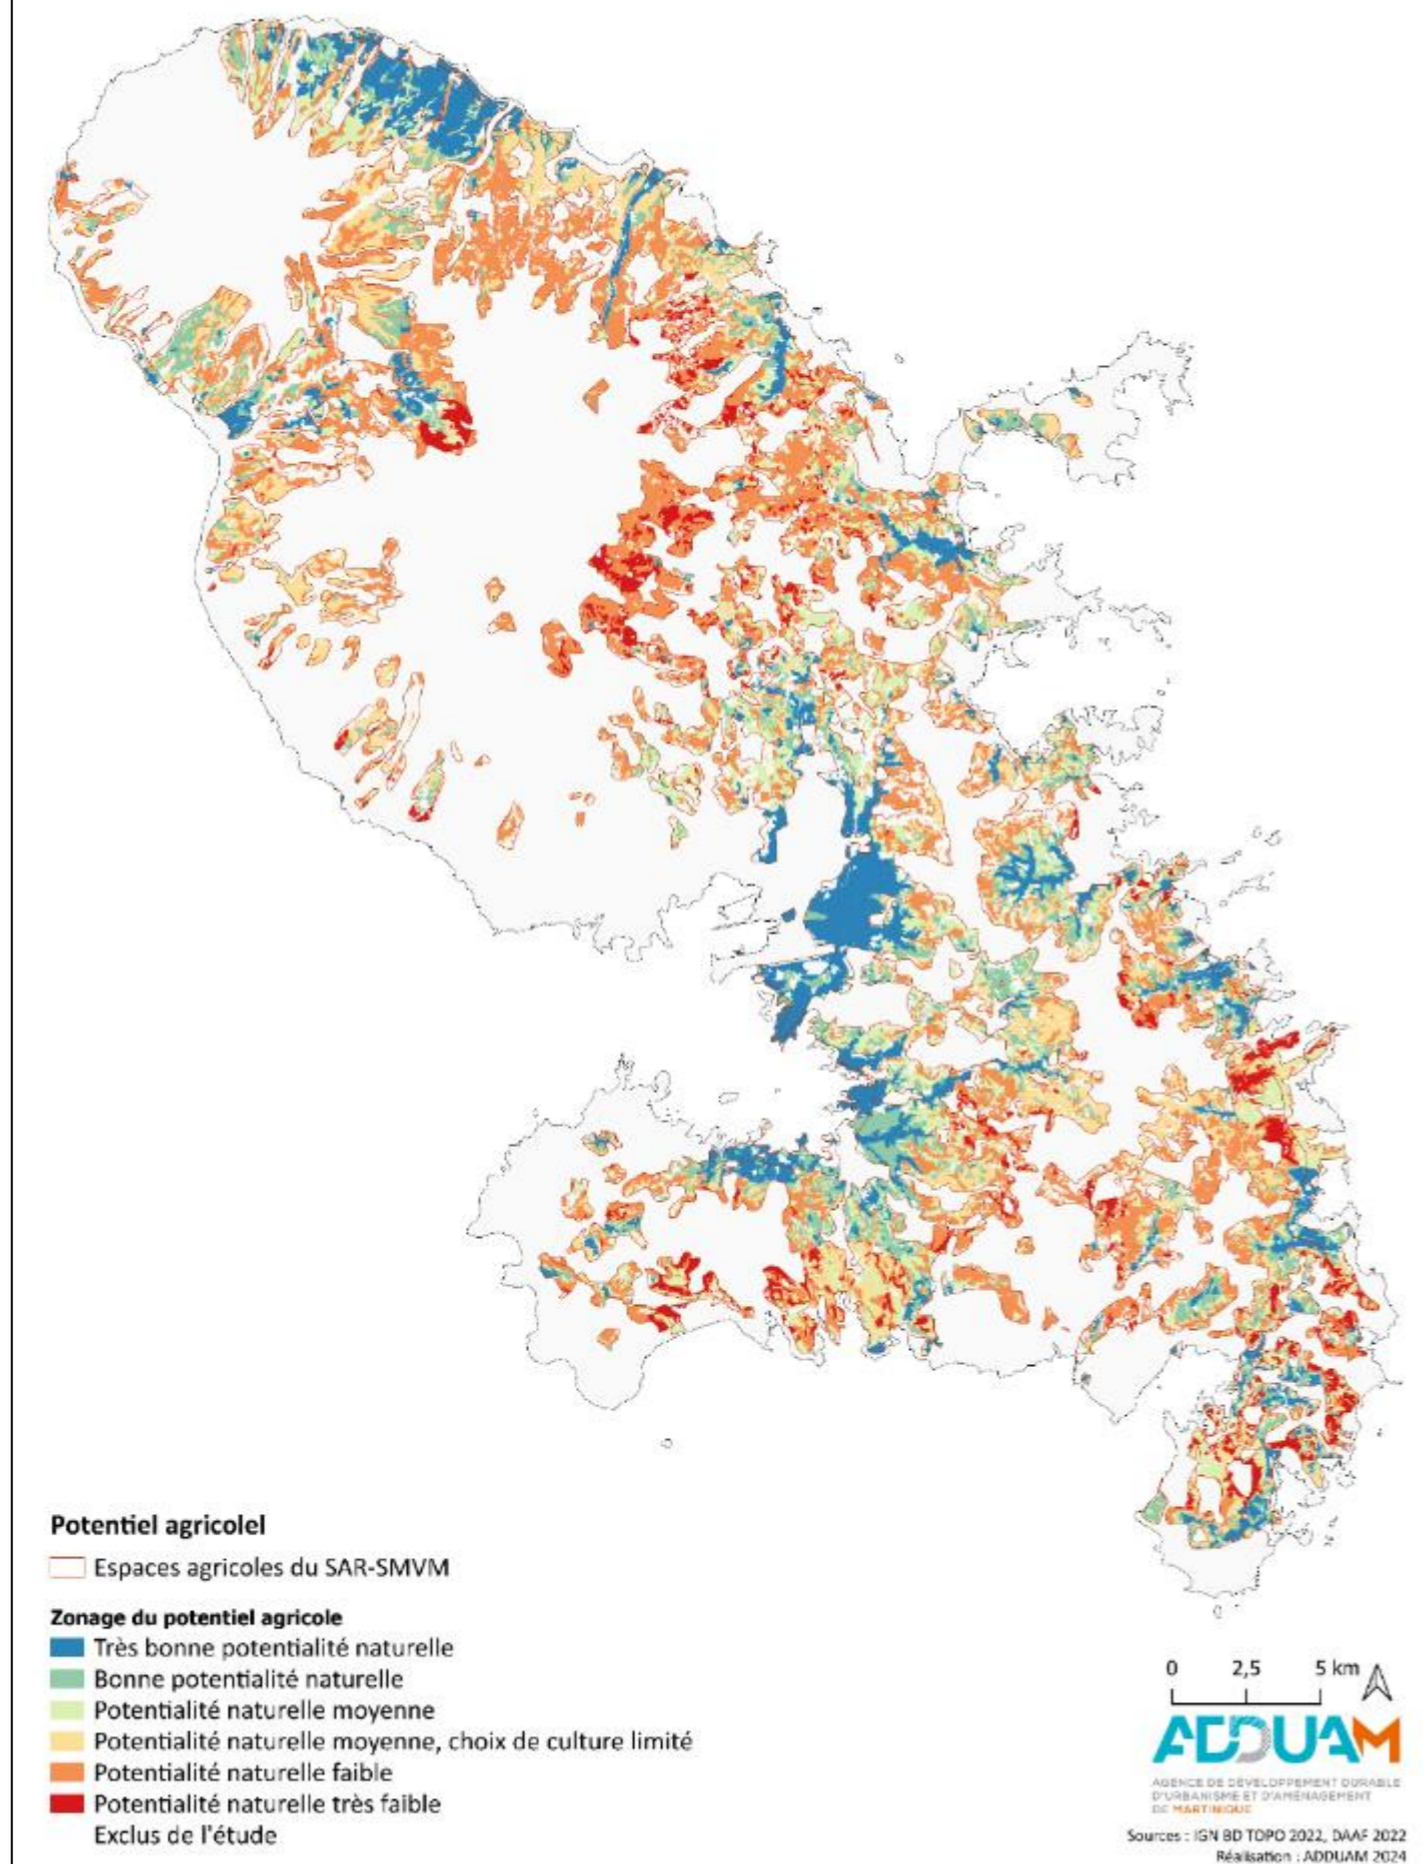 Potentiel agricolel
Espaces agricoles du SAR-SMVM
Zonage du potentiel agricole
Très bonne potentialité naturelle
Bonne potentialité naturelle
Potentialité naturelle moyenne
Potentialité naturelle moyenne, choix de culture limité
Potentialité naturelle faible
Potentialité naturelle très faible
Exclus de l'étude
0 2,5 5 km
ADDUAM
AGENCE DE DÉVELOPPEMENT DURABLE
D'URBANISME ET D'AMÉNAGEMENT
DE MARTINIQUE
Sources : IGN BD TOPO 2022, DAAF 2022
Réalisation : ADDUAM 2024